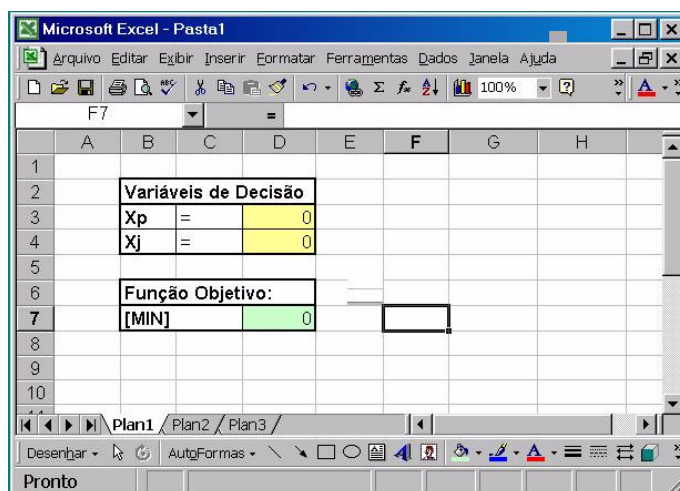 Microsoft Excel - Pasta1
Arquivo Editar Exibir Inserir Formatar Ferramentas Dados Janela Ajuda
100%
F7 =
A B C D E F G H
1
2 Variáveis de Decisão
3 Xp = 0
4 Xj = 0
5
6 Função Objetivo:
7 [MIN] 0
8
9
10
Plan1 Plan2 Plan3
Desenhar AutoFormas
Pronto